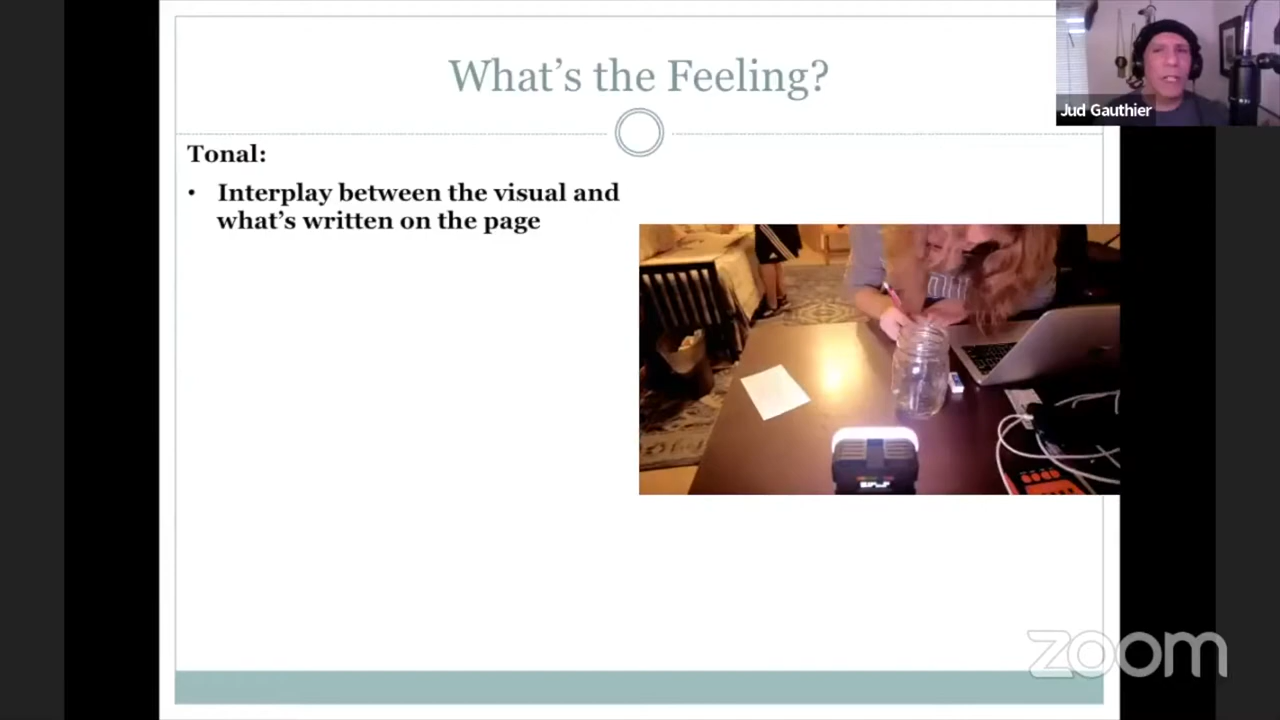 What's the Feeling?
Jud Gauthier
Tonal:
• Interplay between the visual and
what's written on the page
zoom